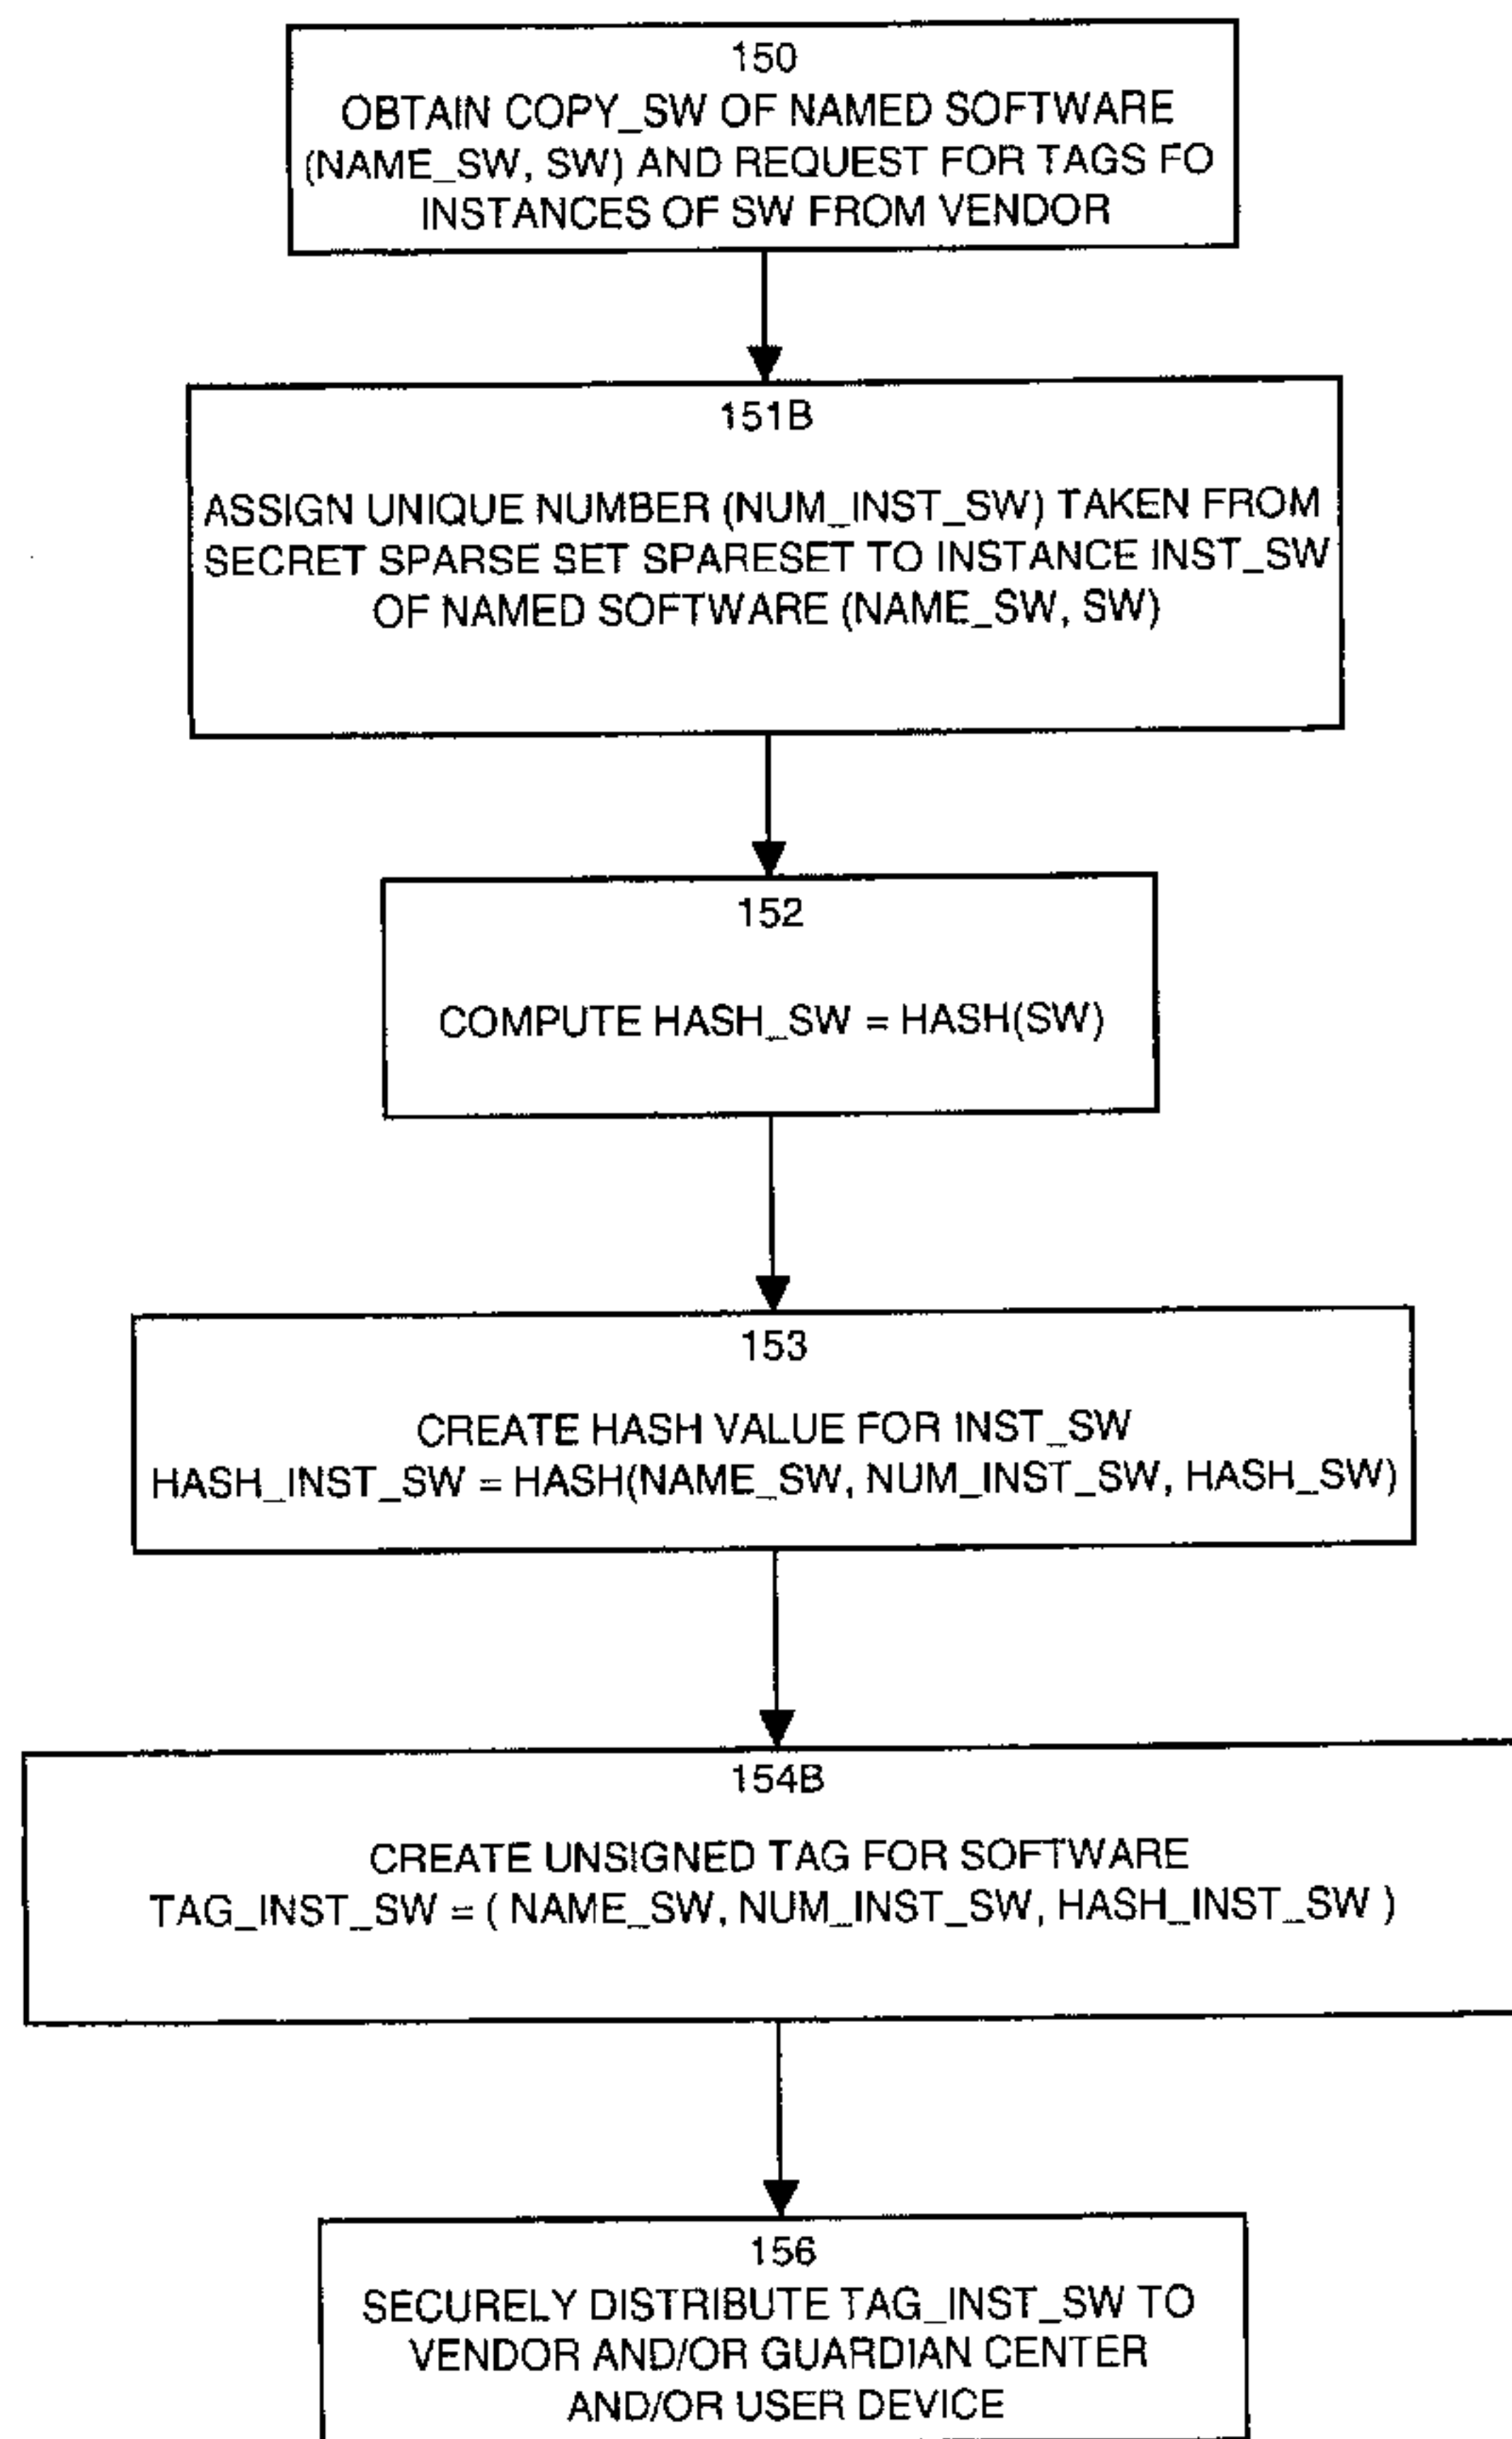 150
OBTAIN COPY_SW OF NAMED SOFTWARE
(NAME_SW, SW) AND REQUEST FOR TAGS FO
INSTANCES OF SW FROM VENDOR
151B
ASSIGN UNIQUE NUMBER (NUM_INST_SW) TAKEN FROM
SECRET SPARSE SET SPARESET TO INSTANCE INST_SW
OF NAMED SOFTWARE (NAME_SW, SW)
152
COMPUTE HASH_SW = HASH(SW)
153
CREATE HASH VALUE FOR INST_SW
HASH_INST_SW = HASH(NAME_SW, NUM_INST_SW, HASH_SW)
154B
CREATE UNSIGNED TAG FOR SOFTWARE
TAG_INST_SW = ( NAME_SW, NUM_INST_SW, HASH_INST_SW )
156
SECURELY DISTRIBUTE TAG_INST_SW TO
VENDOR AND/OR GUARDIAN CENTER
AND/OR USER DEVICE